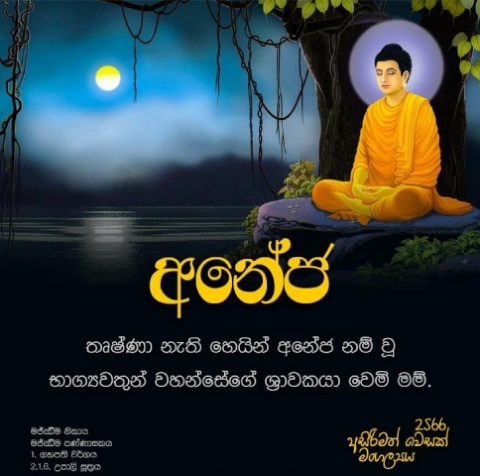 අනේජ
තෘෂ්ණා නැති හෙයින් අනේජ නම් වූ
භාග්‍යවතුන් වහන්සේගේ ශ්‍රාවකයා වෙමි මම්.
මජ්ඣිම නිකාය
මජ්ඣිම පණ්ණාසකය
1. ගහපති වර්ගය
2.1.6. උපාලි සූත්‍රය
2566
අසිරිමත් වෙසක්
මංගල්‍යය